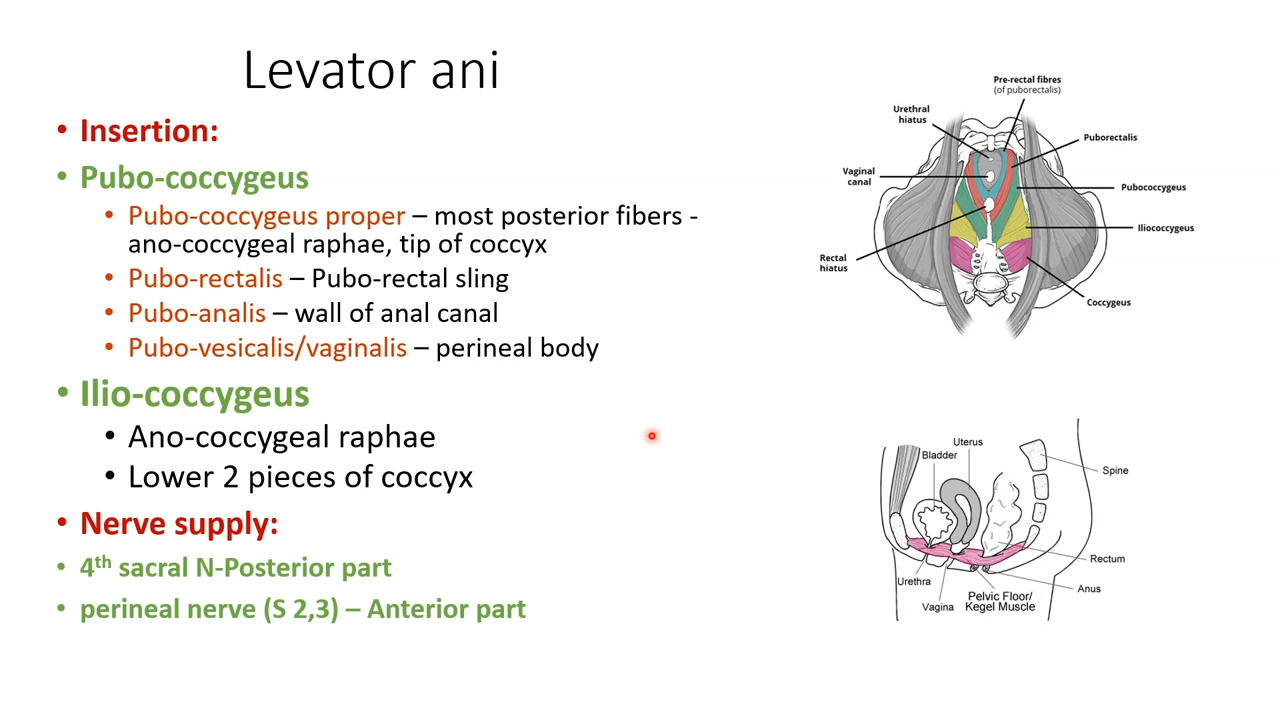 Levator ani
• Insertion:
• Pubo-coccygeus
• Pubo-coccygeus proper – most posterior fibers -
ano-coccygeal raphae, tip of coccyx
• Pubo-rectalis – Pubo-rectal sling
• Pubo-analis – wall of anal canal
• Pubo-vesicalis/vaginalis – perineal body
• Ilio-coccygeus
• Ano-coccygeal raphae
• Lower 2 pieces of coccyx
• Nerve supply:
• 4th sacral N-Posterior part
• perineal nerve (S 2,3) – Anterior part
Pre-rectal fibres
(of puborectalis)
Urethral
hiatus
Puborectalis
Vaginal
canal
Pubococcygeus
Iliococcygeus
Rectal
hiatus
Coccygeus
Uterus
Bladder
Spine
Rectum
Urethra
Anus
Pelvic Floor/
Kegel Muscle
Vagina